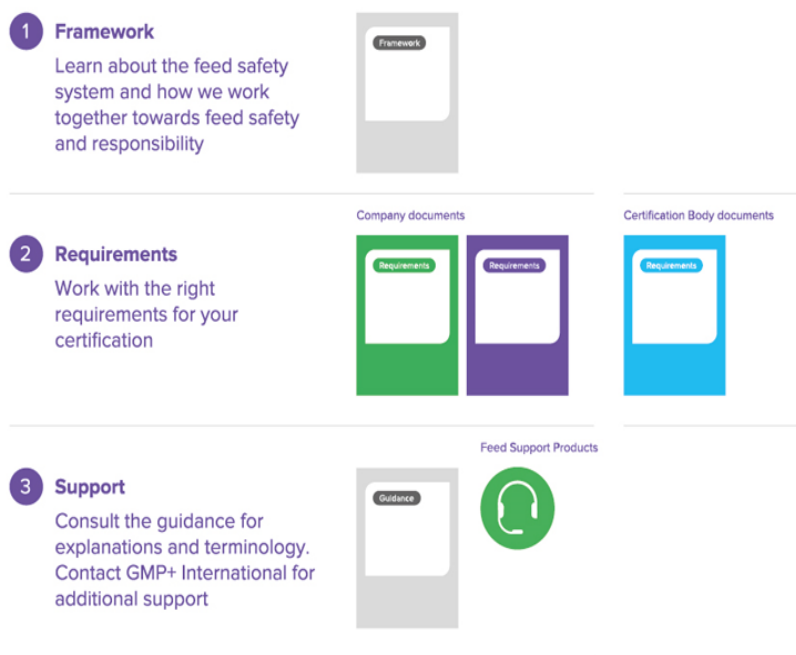 1 Framework
Learn about the feed safety
system and how we work
together towards feed safety
and responsibility
Framework
Company documents
Certification Body documents
2 Requirements
Work with the right
requirements for your
certification
Requirements
Requirements
Requirements
Feed Support Products
3 Support
Consult the guidance for
explanations and terminology.
Contact GMP+ International for
additional support
Guidance